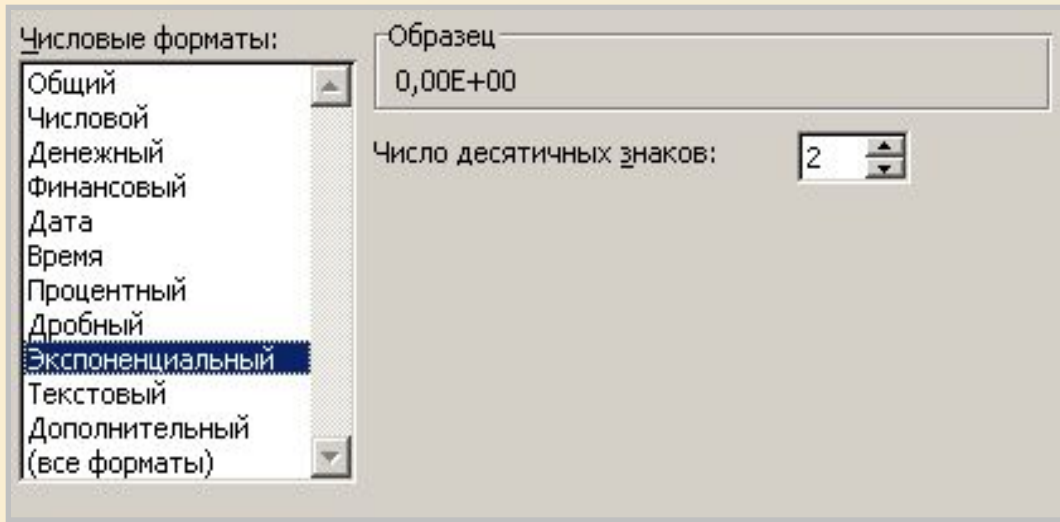 Числовые форматы:
Общий
Числовой
Денежный
Финансовый
Дата
Время
Процентный
Дробный
Экспоненциальный
Текстовый
Дополнительный
(все форматы)
Образец
0,00E+00
Число десятичных знаков: 2